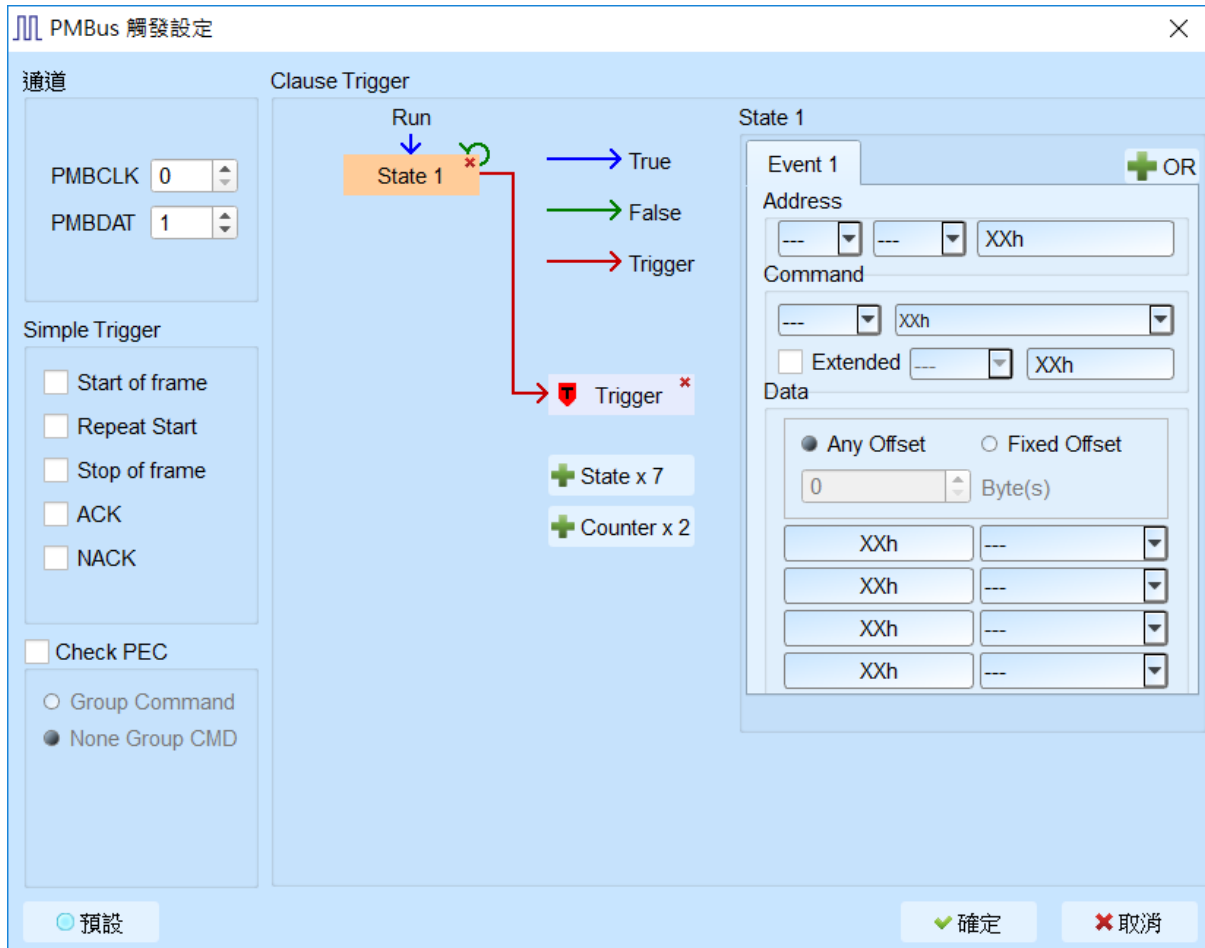 PMBus 觸發設定
通道
PMBCLK 0
PMBDAT 1
Simple Trigger
Start of frame
Repeat Start
Stop of frame
ACK
NACK
Check PEC
Group Command
None Group CMD
Clause Trigger
Run
State 1
True
False
Trigger
T Trigger
State x 7
Counter x 2
State 1
Event 1
OR
Address
--- --- XXh
Command
--- XXh
Extended --- XXh
Data
Any Offset Fixed Offset
0 Byte(s)
XXh ---
XXh ---
XXh ---
XXh ---
預設 確定 取消